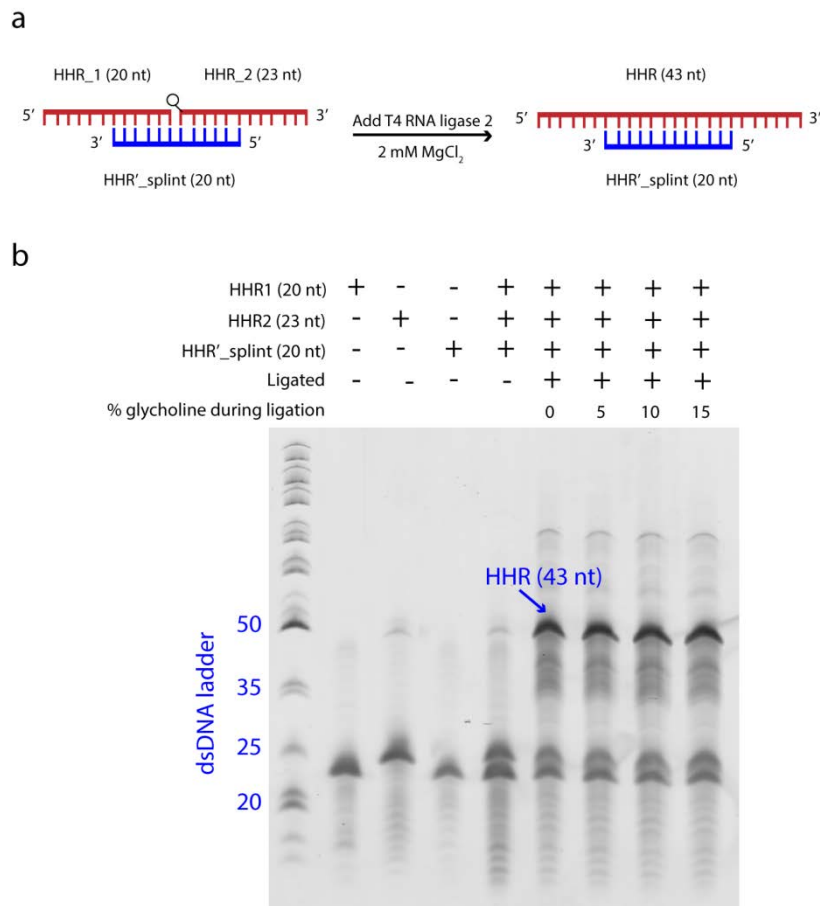 a
HHR_1 (20 nt) HHR_2 (23 nt) HHR (43 nt)
5’ 3’ Add T4 RNA ligase 2 5’ 3’
3’ 5’ 2 mM MgCl2 3’ 5’
HHR’_splint (20 nt) HHR’_splint (20 nt)
b
HHR1 (20 nt) + - - + + + + +
HHR2 (23 nt) - + - + + + + +
HHR’_splint (20 nt) - - + + + + + +
Ligated - - - - + + + +
% glycholine during ligation 0 5 10 15
HHR (43 nt)
dsDNA ladder
50
35
25
20